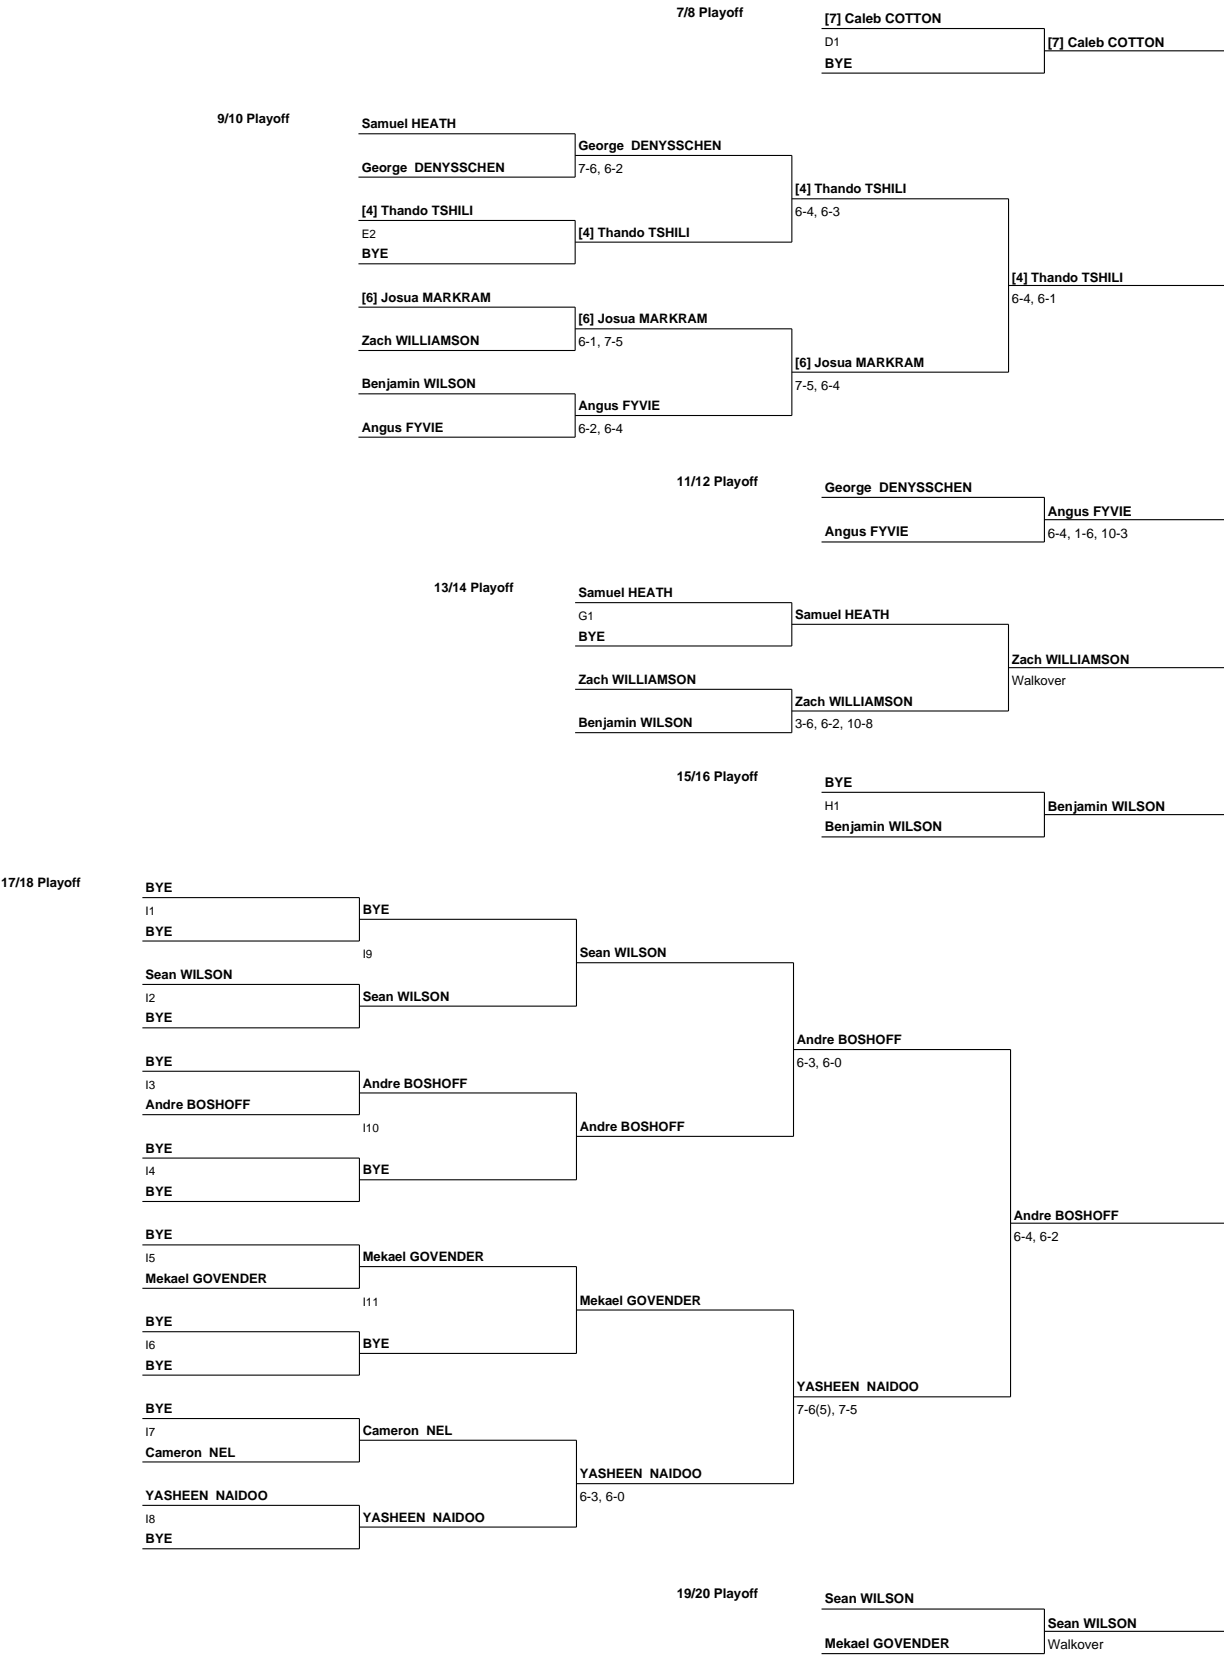 7/8 Playoff
[7] Caleb COTTON
D1
[7] Caleb COTTON
BYE
9/10 Playoff
Samuel HEATH
George DENYSSCHEN
George DENYSSCHEN
7-6, 6-2
[4] Thando TSHILI
[4] Thando TSHILI
6-4, 6-3
E2
[4] Thando TSHILI
BYE
[4] Thando TSHILI
6-4, 6-1
[6] Josua MARKRAM
[6] Josua MARKRAM
Zach WILLIAMSON
6-1, 7-5
[6] Josua MARKRAM
7-5, 6-4
Benjamin WILSON
Angus FYVIE
Angus FYVIE
6-2, 6-4
11/12 Playoff
George DENYSSCHEN
Angus FYVIE
Angus FYVIE
6-4, 1-6, 10-3
13/14 Playoff
Samuel HEATH
G1
Samuel HEATH
BYE
Zach WILLIAMSON
Walkover
Zach WILLIAMSON
Zach WILLIAMSON
Benjamin WILSON
3-6, 6-2, 10-8
15/16 Playoff
BYE
H1
Benjamin WILSON
Benjamin WILSON
17/18 Playoff
BYE
I1
BYE
BYE
I9
Sean WILSON
Sean WILSON
I2
Sean WILSON
BYE
Andre BOSHOFF
6-3, 6-0
BYE
I3
Andre BOSHOFF
Andre BOSHOFF
I10
Andre BOSHOFF
BYE
I4
BYE
BYE
Andre BOSHOFF
6-4, 6-2
BYE
I5
Mekael GOVENDER
Mekael GOVENDER
I11
Mekael GOVENDER
BYE
I6
BYE
BYE
YASHEEN NAIDOO
7-6(5), 7-5
BYE
I7
Cameron NEL
Cameron NEL
YASHEEN NAIDOO
6-3, 6-0
YASHEEN NAIDOO
I8
YASHEEN NAIDOO
BYE
19/20 Playoff
Sean WILSON
Sean WILSON
Mekael GOVENDER
Walkover